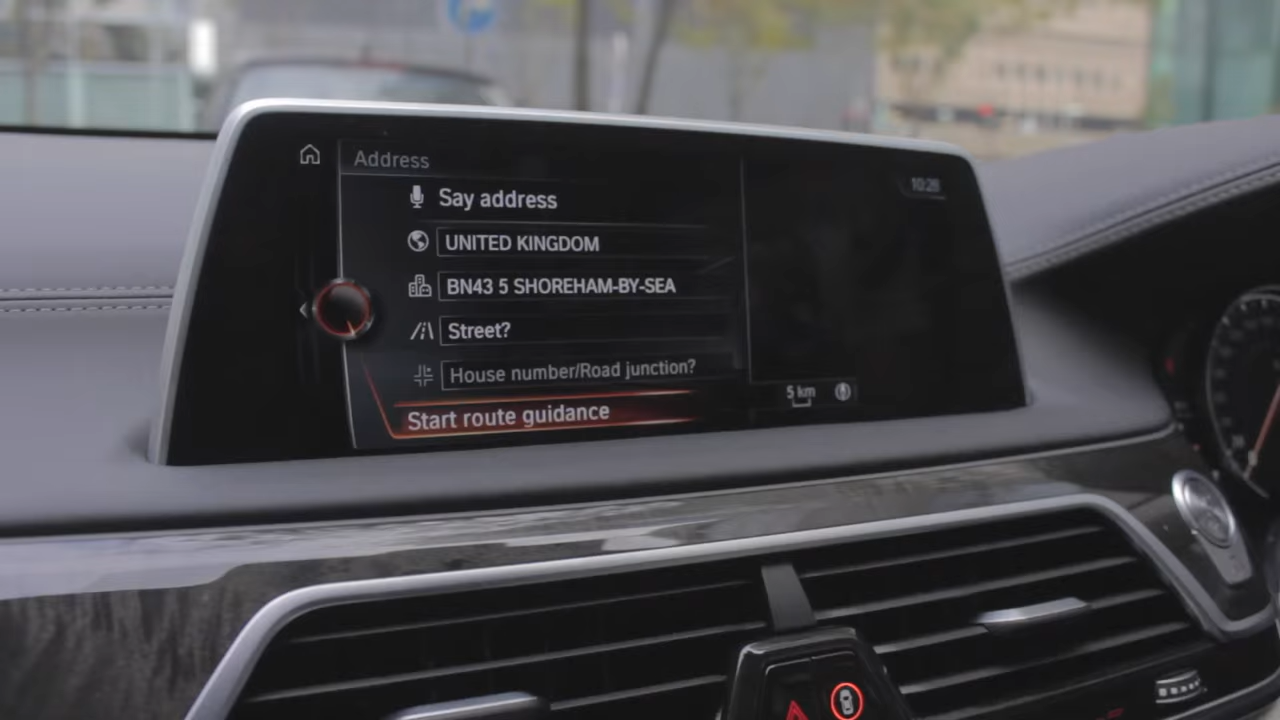 Address
10:28
Say address
UNITED KINGDOM
BN43 5 SHOREHAM-BY-SEA
Street?
House number/Road junction?
Start route guidance
5 km